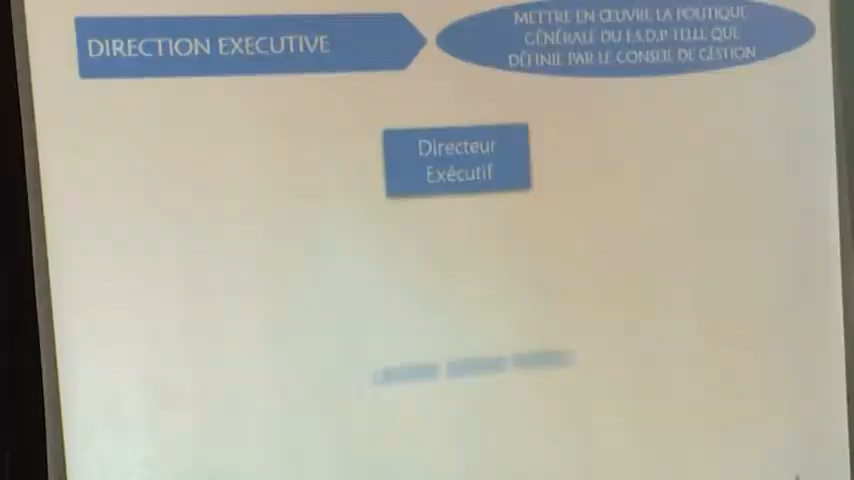 DIRECTION EXECUTIVE
METTRE EN ŒUVRE LA POLITIQUE
GÉNÉRALE DU F.S.D.P TELLE QUE
DÉFINIE PAR LE CONSEIL DE GESTION
Directeur
Exécutif